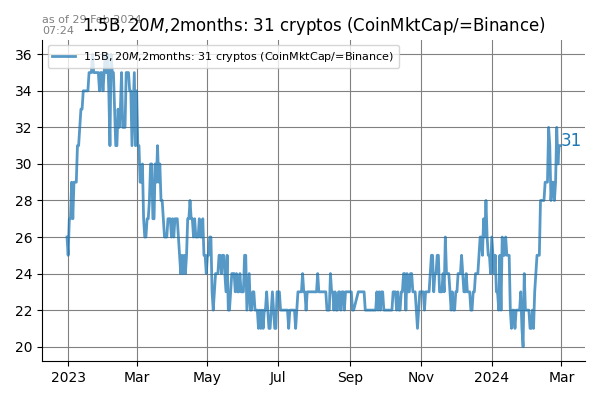 as of 29 Feb 2024
07:24
1.5B, 20M,2months: 31 cryptos (CoinMktCap/=Binance)
1.5B, 20M,2months: 31 cryptos (CoinMktCap/=Binance)
36
34
32
30
28
26
24
22
20
31
2023 Mar May Jul Sep Nov 2024 Mar